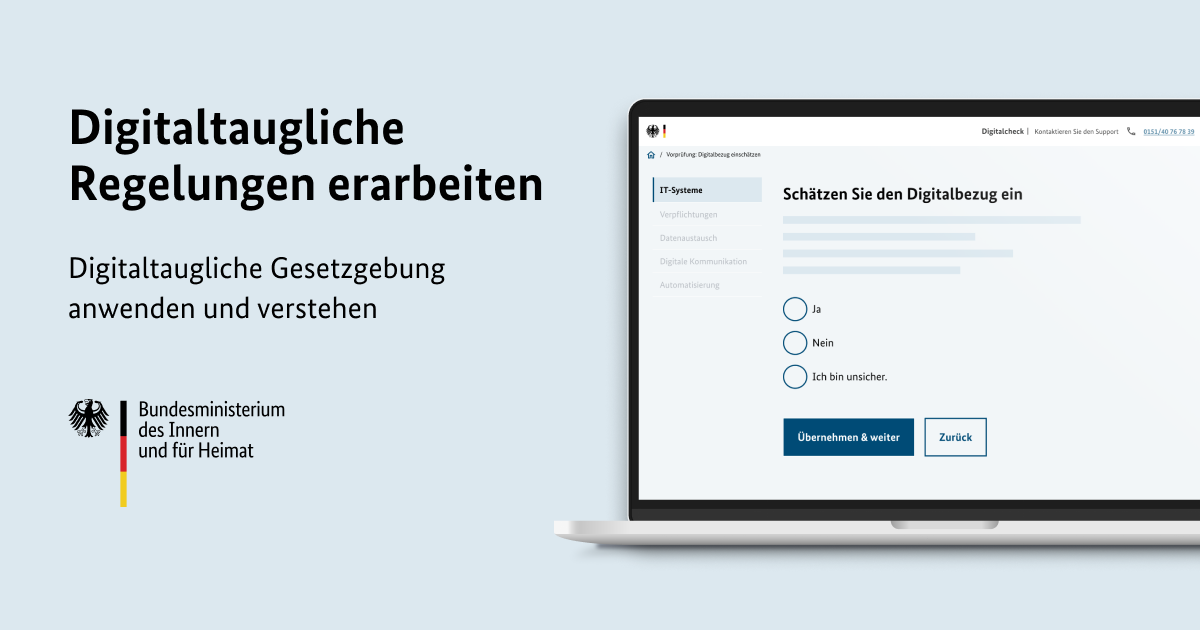 Digitaltaugliche
Regelungen erarbeiten
Digitaltaugliche Gesetzgebung
anwenden und verstehen
Bundesministerium
des Innern
und für Heimat
Digitalcheck | Kontaktieren Sie den Support 0151/40 76 78 39
/ Vorprüfung: Digitalbezug einschätzen
IT-Systeme
Verpflichtungen
Datenaustausch
Digitale Kommunikation
Automatisierung
Schätzen Sie den Digitalbezug ein
Ja
Nein
Ich bin unsicher.
Übernehmen & weiter
Zurück